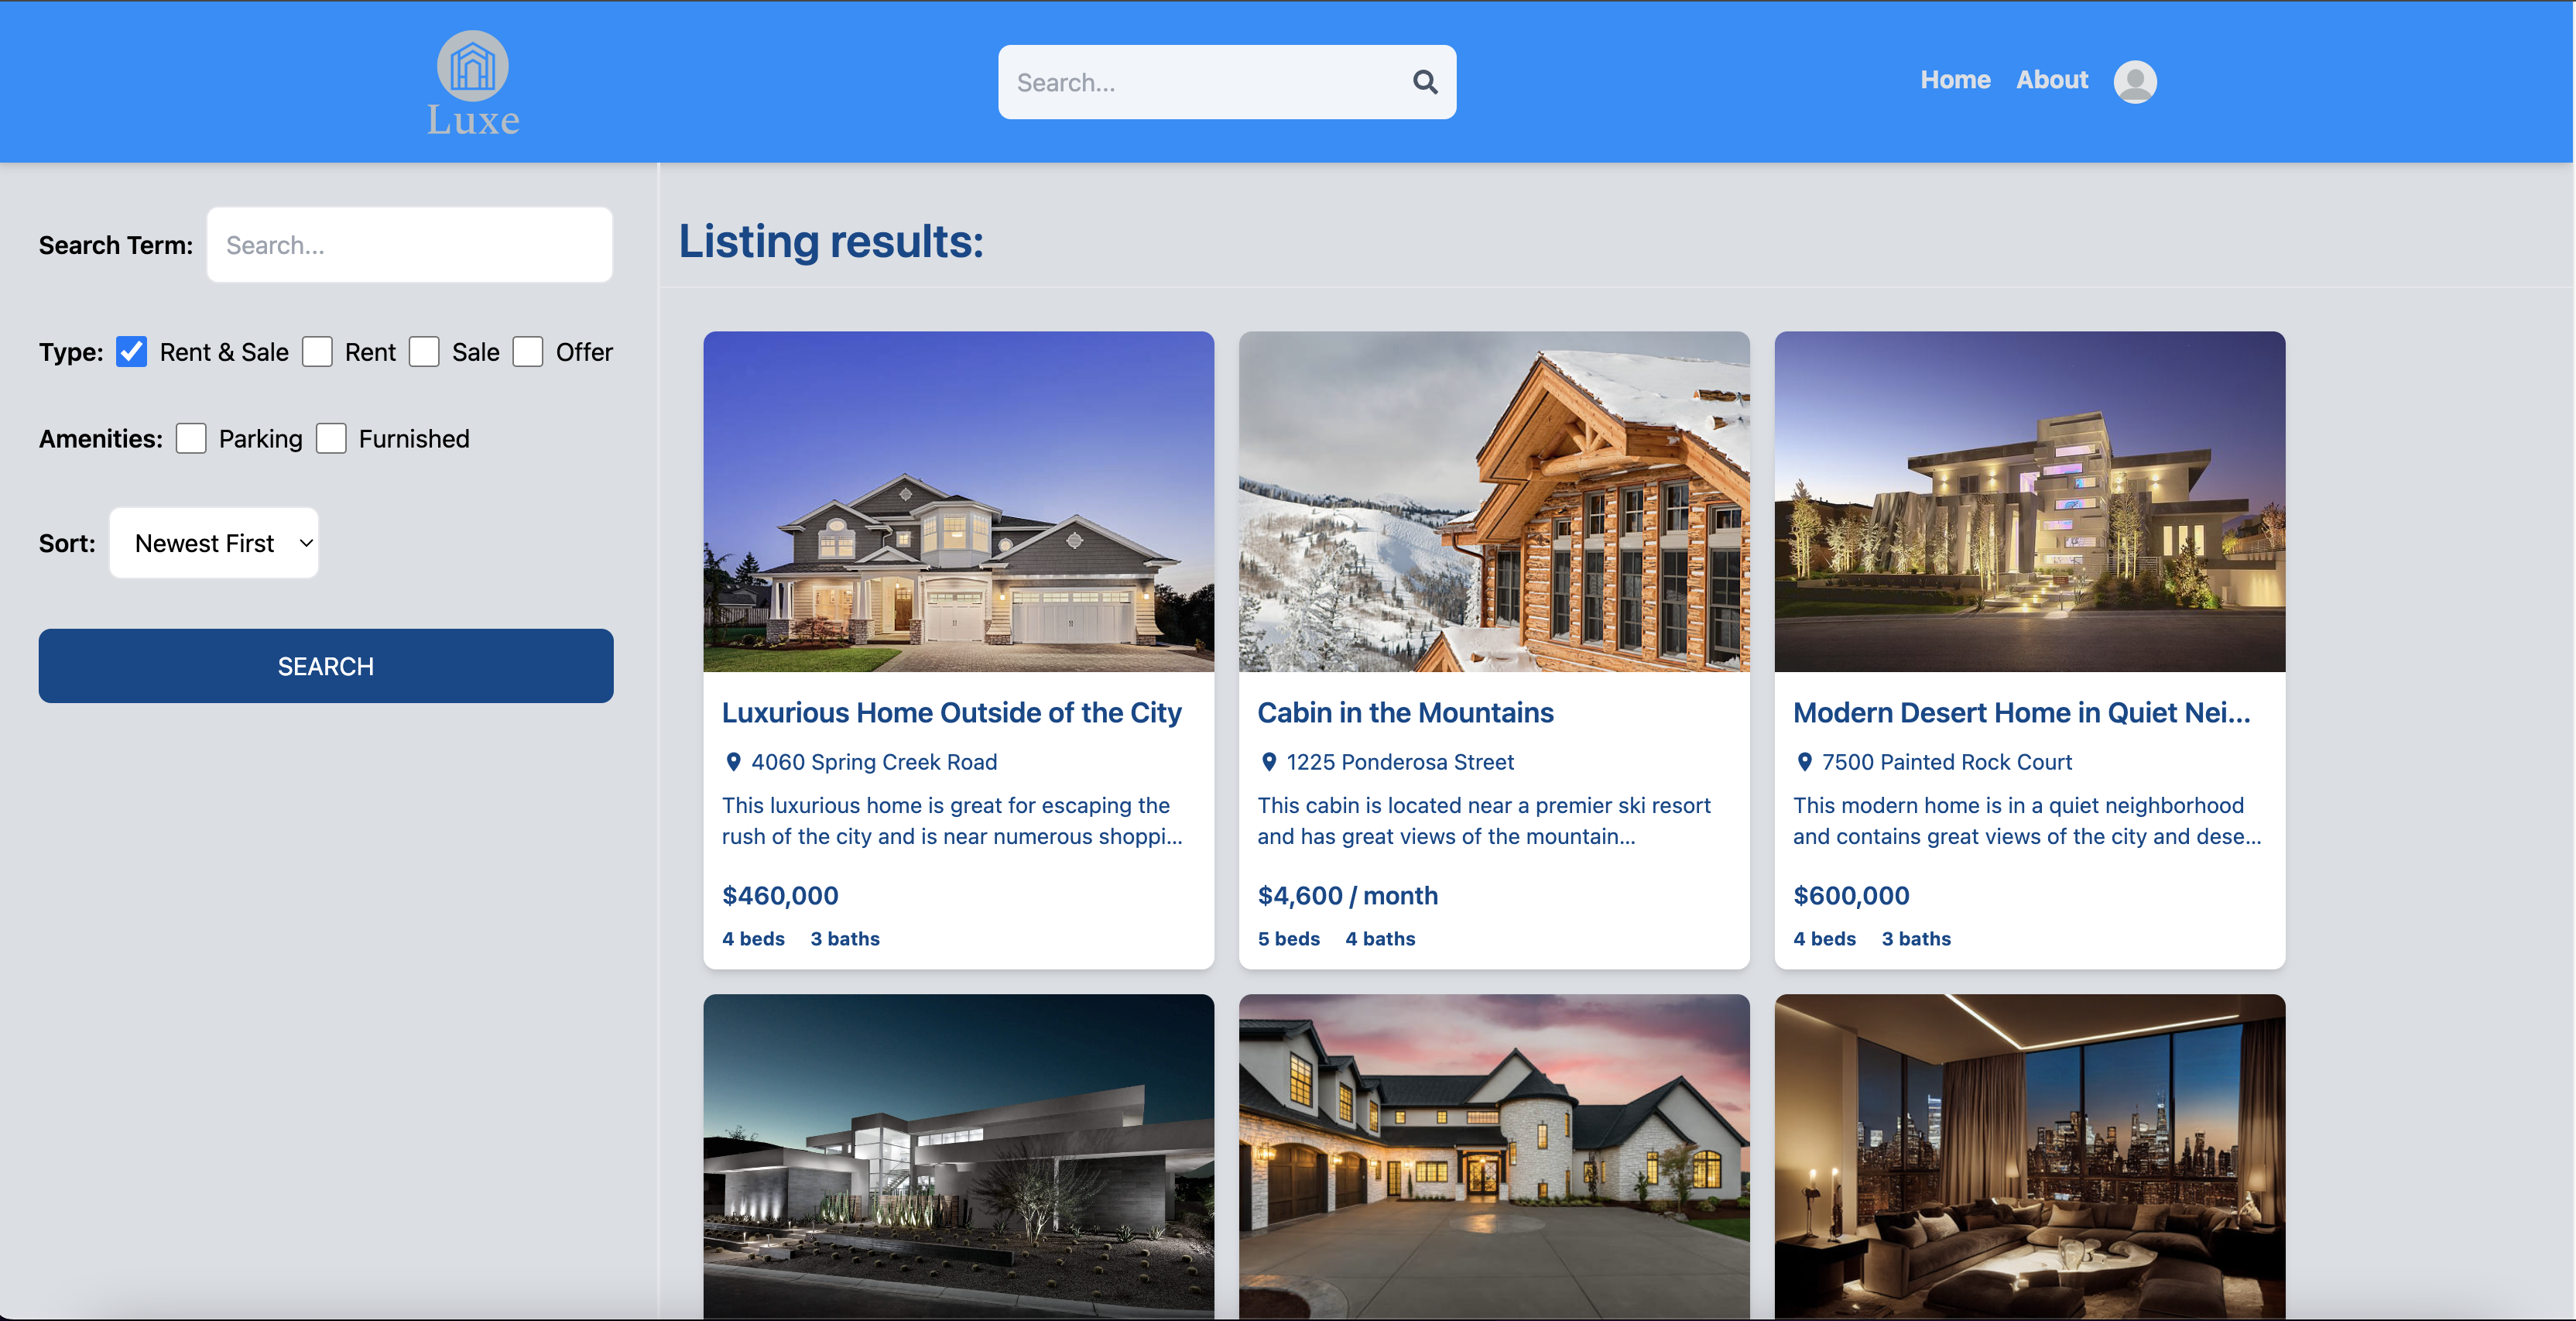 Luxe
Search...
Home About
Search Term: Search...
Type: Rent & Sale Rent Sale Offer
Amenities: Parking Furnished
Sort: Newest First
SEARCH
Listing results:
Luxurious Home Outside of the City
4060 Spring Creek Road
This luxurious home is great for escaping the
rush of the city and is near numerous shoppi...
$460,000
4 beds 3 baths
Cabin in the Mountains
1225 Ponderosa Street
This cabin is located near a premier ski resort
and has great views of the mountain...
$4,600 / month
5 beds 4 baths
Modern Desert Home in Quiet Nei...
7500 Painted Rock Court
This modern home is in a quiet neighborhood
and contains great views of the city and dese...
$600,000
4 beds 3 baths